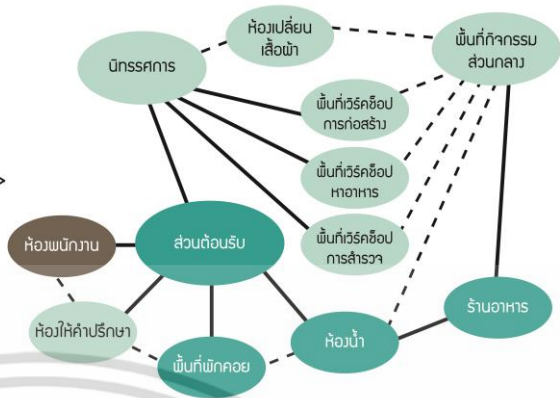 ห้องเปลี่ยน
เสื้อผ้า
พื้นที่กิจกรรม
ส่วนกลาง
นิทรรศการ
พื้นที่เวิร์คช็อป
การก่อสร้าง
พื้นที่เวิร์คช็อป
หาอาหาร
พื้นที่เวิร์คช็อป
การสำรวจ
ห้องพนักงาน
ส่วนต้อนรับ
ร้านอาหาร
ห้องให้คำปรึกษา
ห้องน้ำ
พื้นที่พักคอย